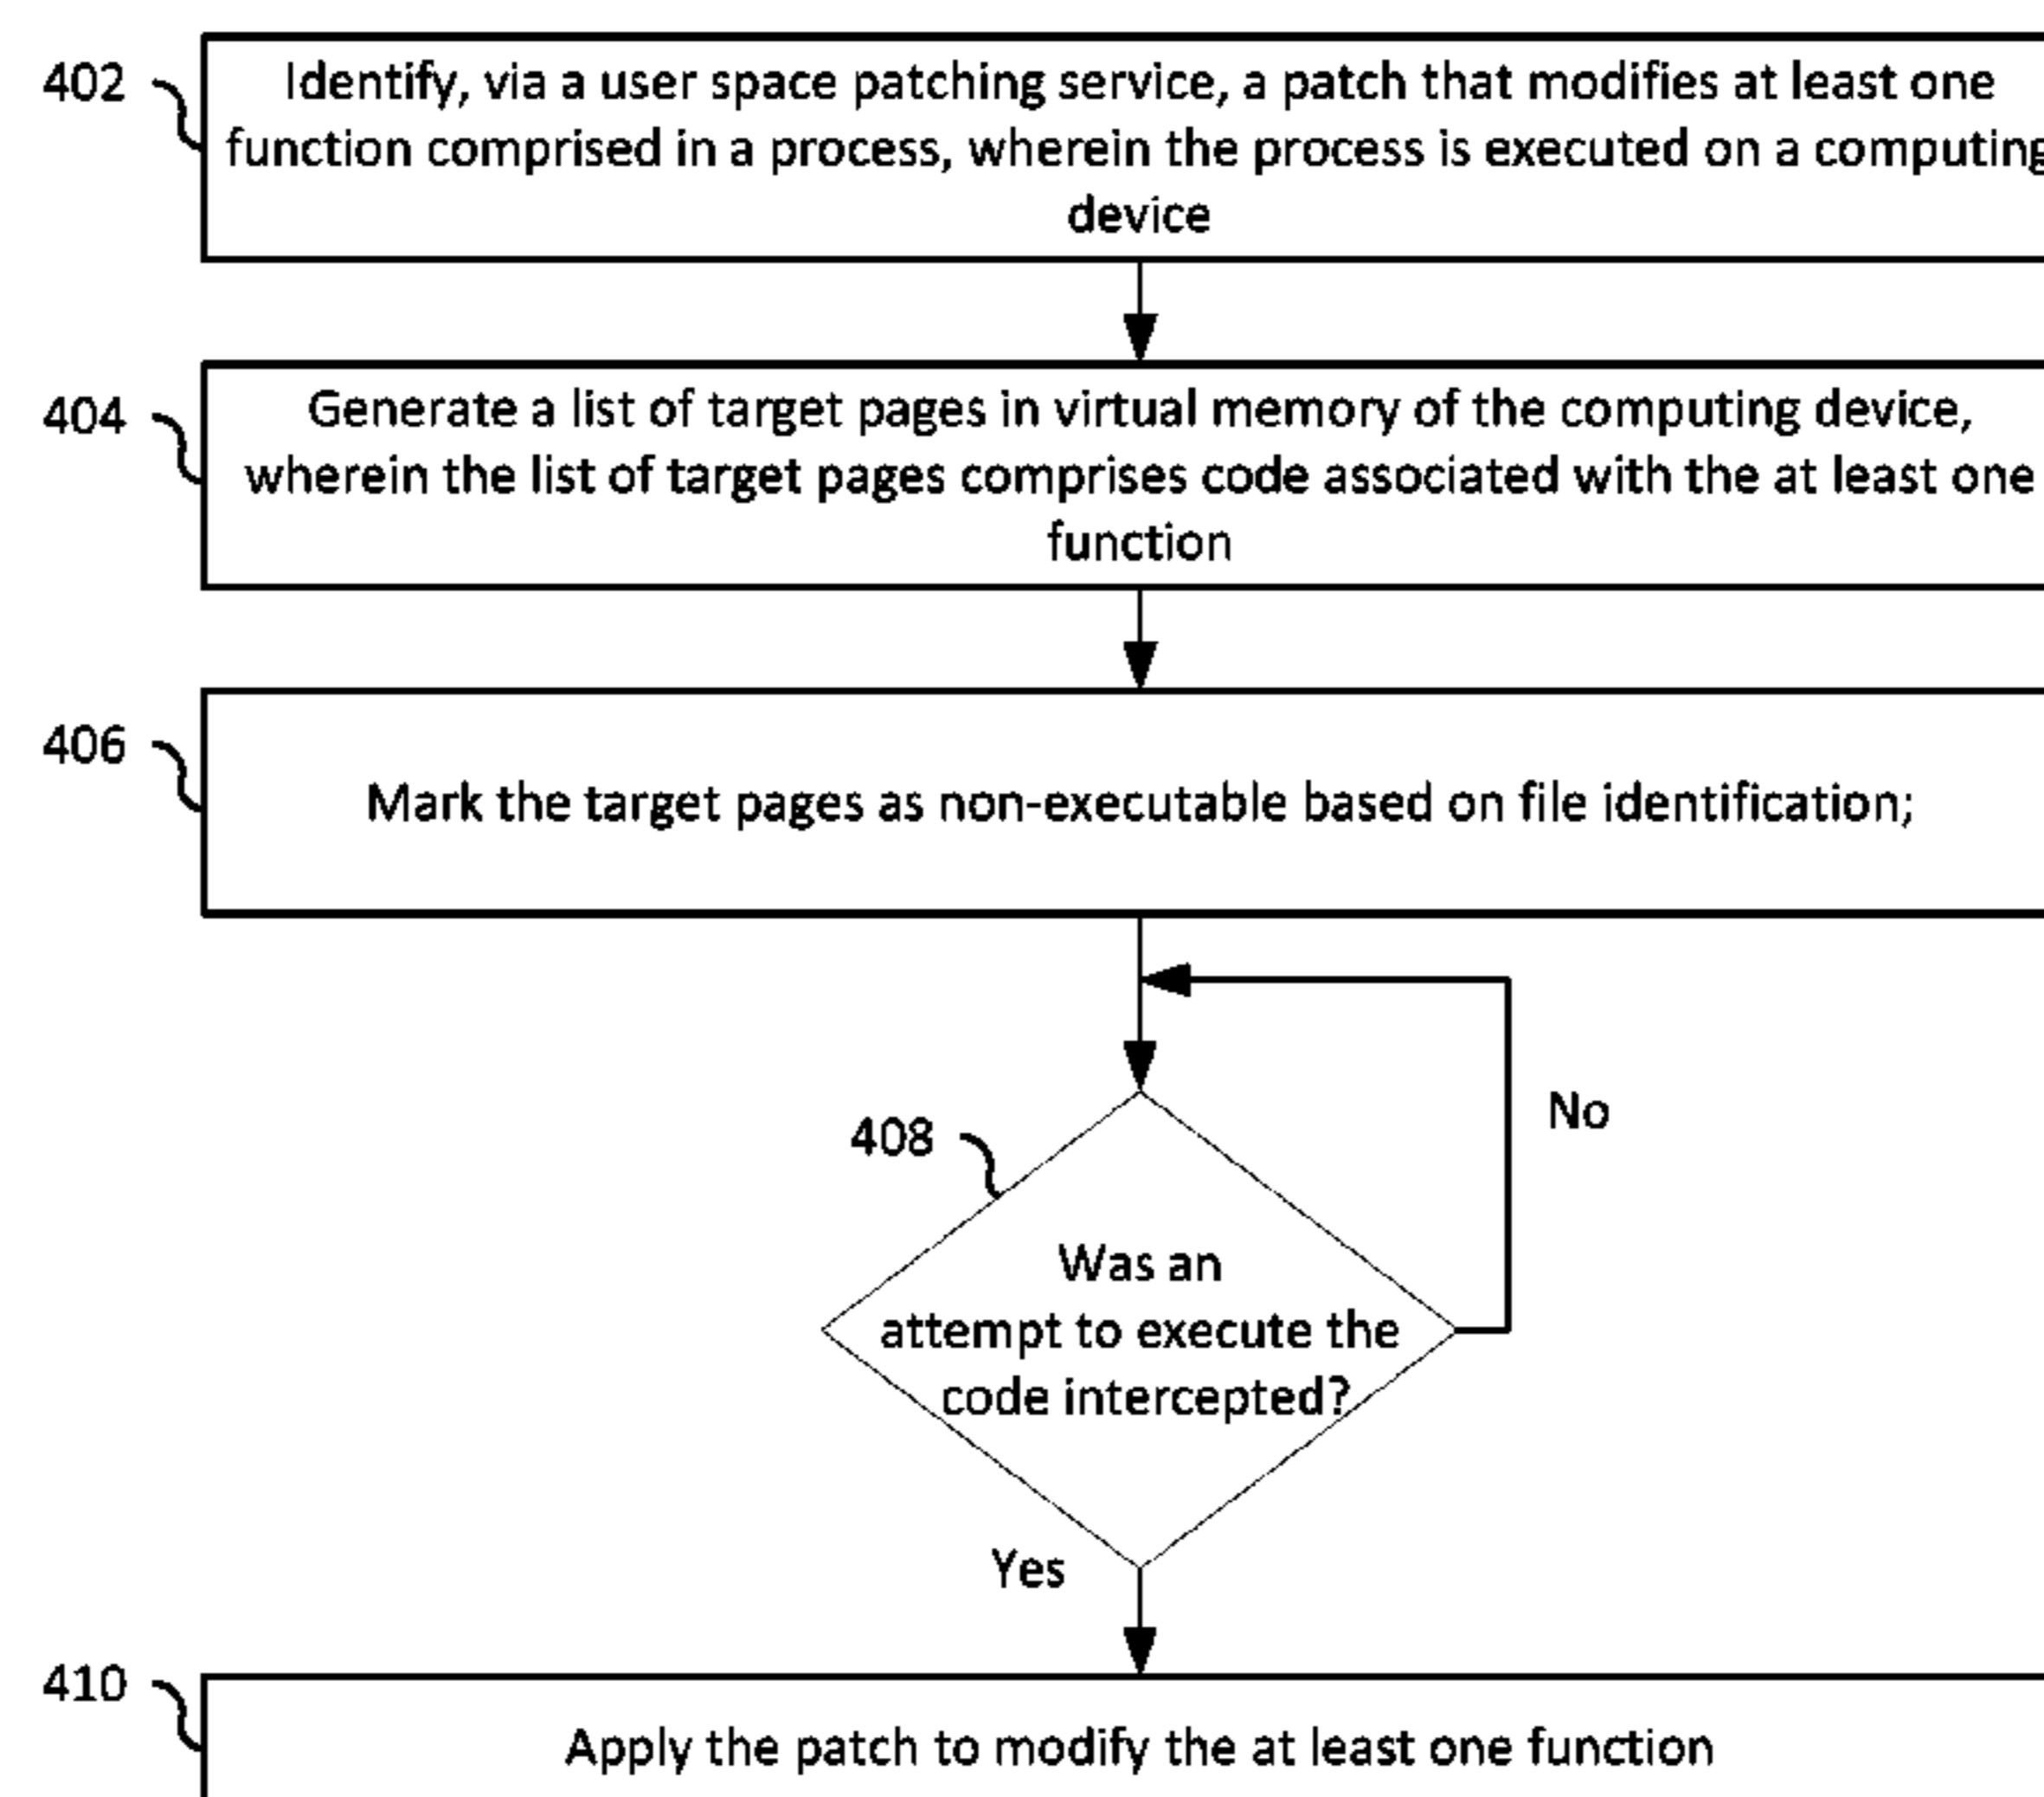 402
Identify, via a user space patching service, a patch that modifies at least one
function comprised in a process, wherein the process is executed on a computing
device
404
Generate a list of target pages in virtual memory of the computing device,
wherein the list of target pages comprises code associated with the at least one
function
406
Mark the target pages as non-executable based on file identification;
No
408
Was an
attempt to execute the
code intercepted?
Yes
410
Apply the patch to modify the at least one function